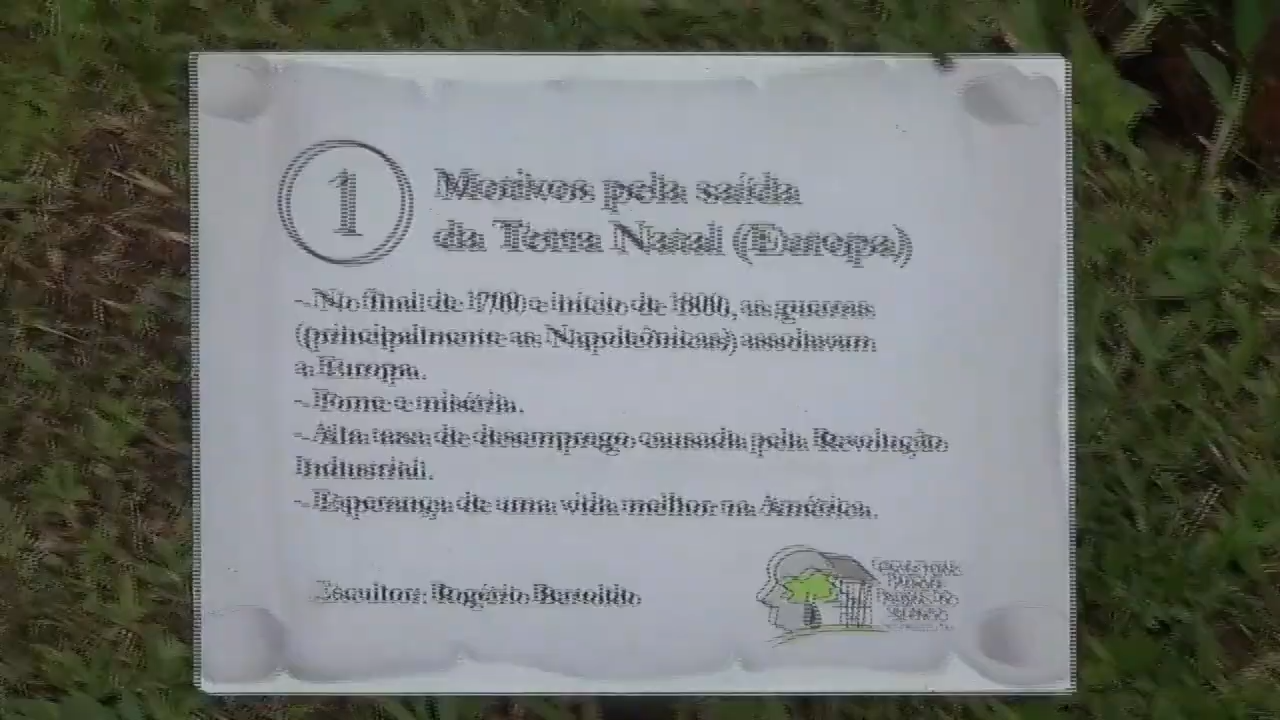 1
Motivos pela saída
da Terra Natal (Europa)
- No final de 1700 e início de 1800, as guerras
(principalmente as Napoleônicas) assolavam
a Europa.
- Fome e miséria.
- Alta taxa de desemprego causada pela Revolução
Industrial.
- Esperança de uma vida melhor na América.
Escultor: Rogério Bertoldo